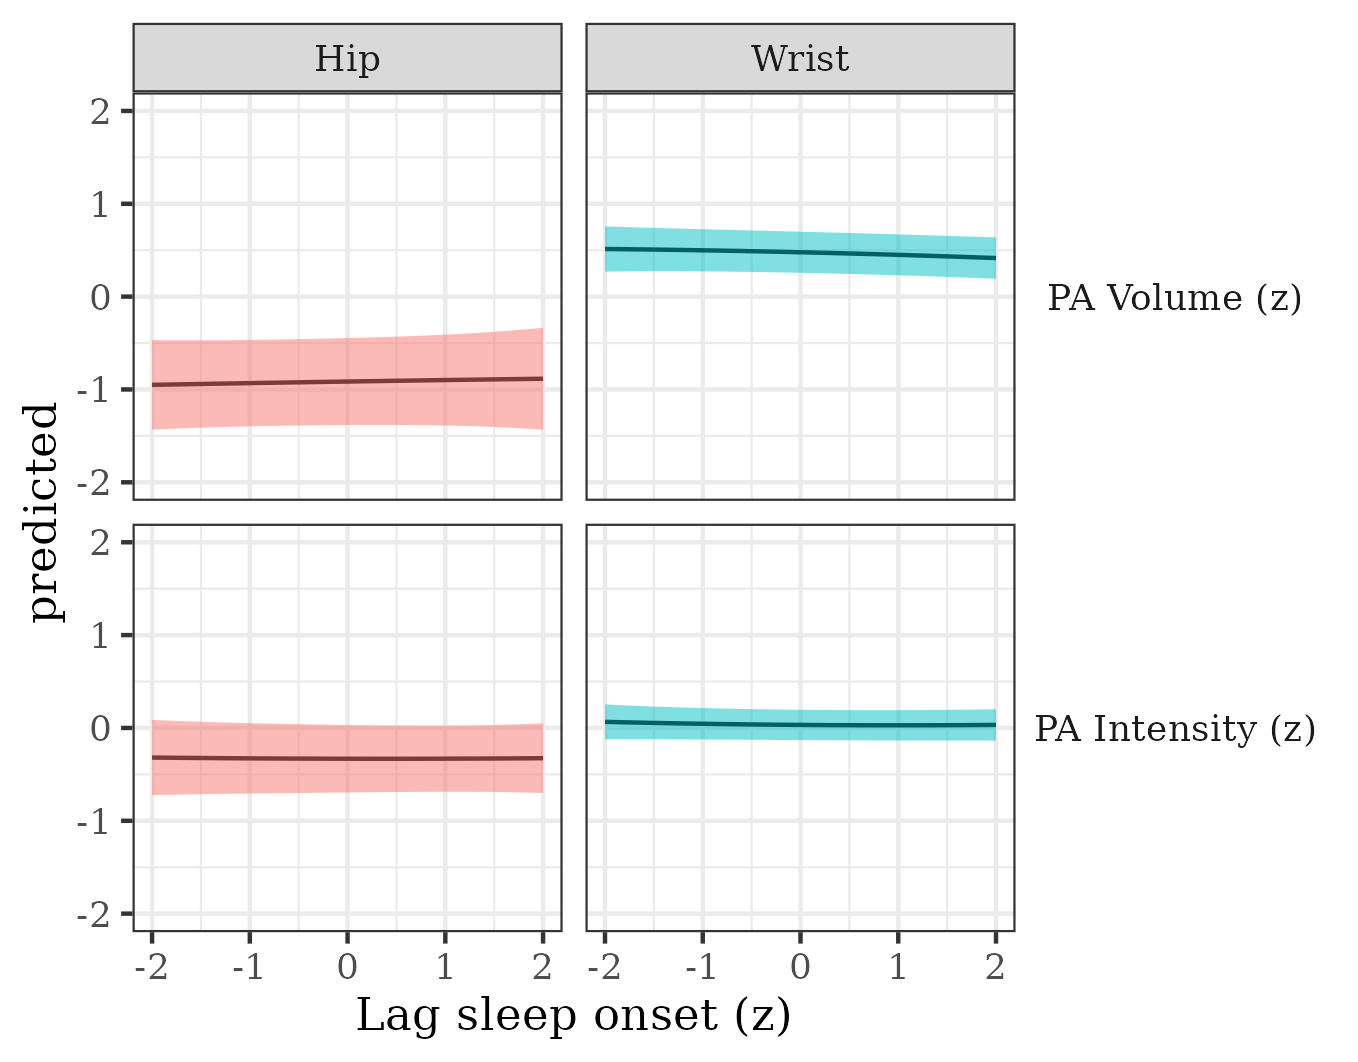 Hip Wrist
2
1
0
-1
-2
PA Volume (z)
predicted
2
1
0
-1
-2
PA Intensity (z)
-2 -1 0 1 2 -2 -1 0 1 2
Lag sleep onset (z)